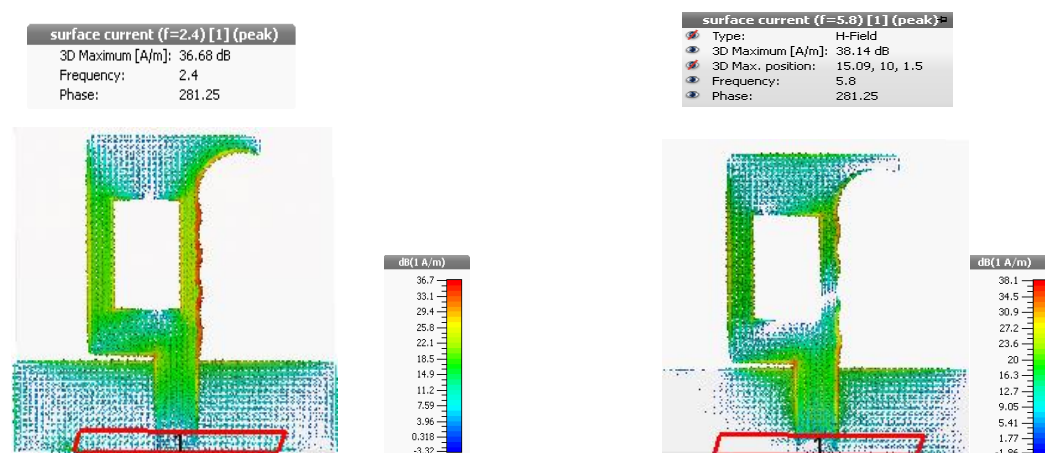 surface current (f=2.4) [1] (peak)
3D Maximum [A/m]: 36.68 dB
Frequency: 2.4
Phase: 281.25
dB(1 A/m)
36.7
33.1
29.4
25.8
22.1
18.5
14.9
11.2
7.59
3.96
0.318
-3.32
1
surface current (f=5.8) [1] (peak)
Type: H-Field
3D Maximum [A/m]: 38.14 dB
3D Max. position: 15.09, 10, 1.5
Frequency: 5.8
Phase: 281.25
dB(1 A/m)
38.1
34.5
30.9
27.2
23.6
20
16.3
12.7
9.05
5.41
1.77
-1.86
1